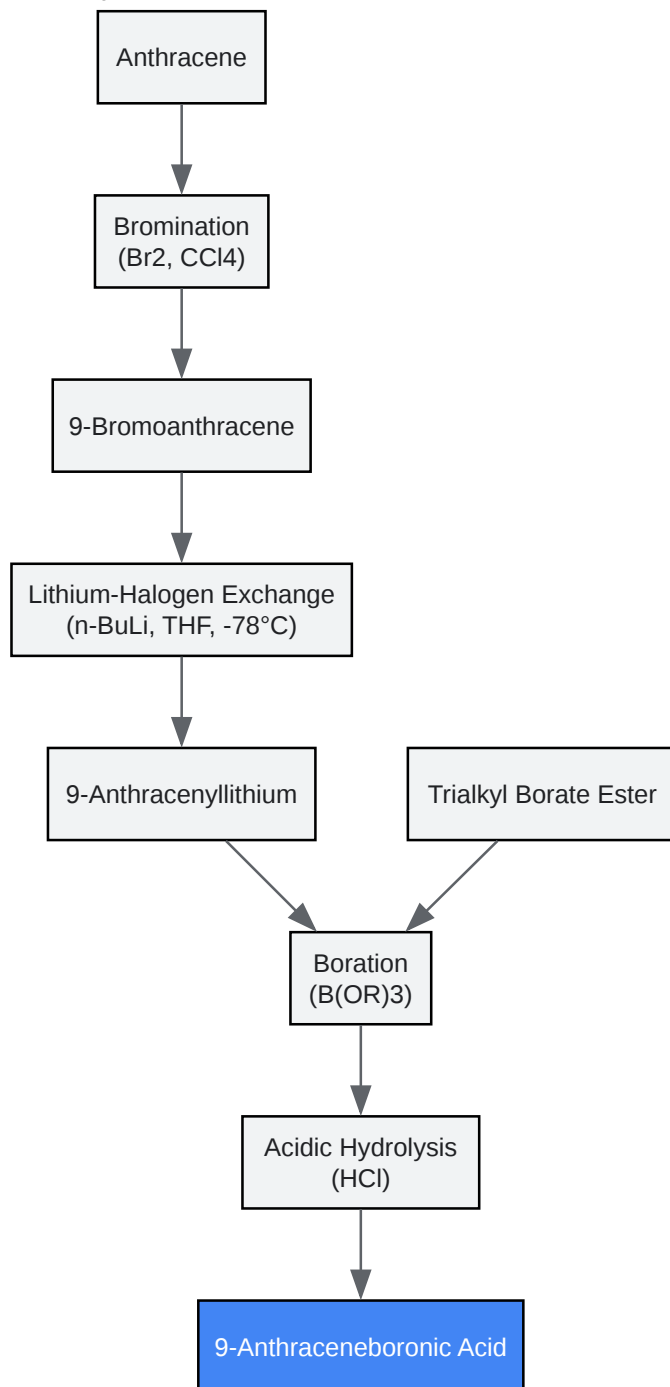 Anthracene
Bromination
(Br2, CCl4)
9-Bromoanthracene
Lithium-Halogen Exchange
(n-BuLi, THF, -78°C)
9-Anthracenyllithium
Trialkyl Borate Ester
Boration
(B(OR)3)
Acidic Hydrolysis
(HCl)
9-Anthraceneboronic Acid